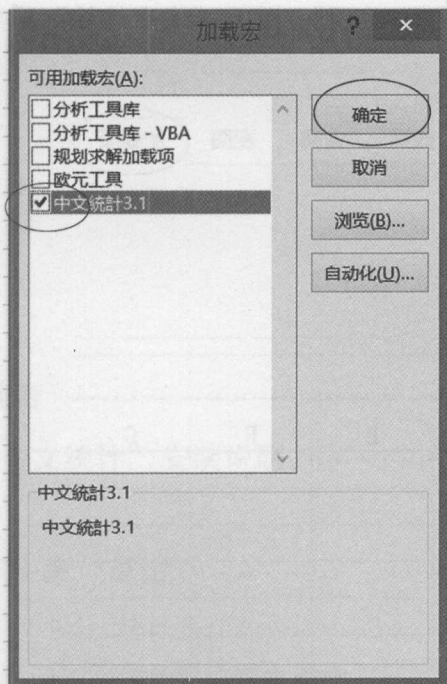 加载宏
? ×
可用加载宏(A):
分析工具库
分析工具库 - VBA
规划求解加载项
欧元工具
中文統計3.1
确定
取消
浏览(B)...
自动化(U)...
中文統計3.1
中文統計3.1